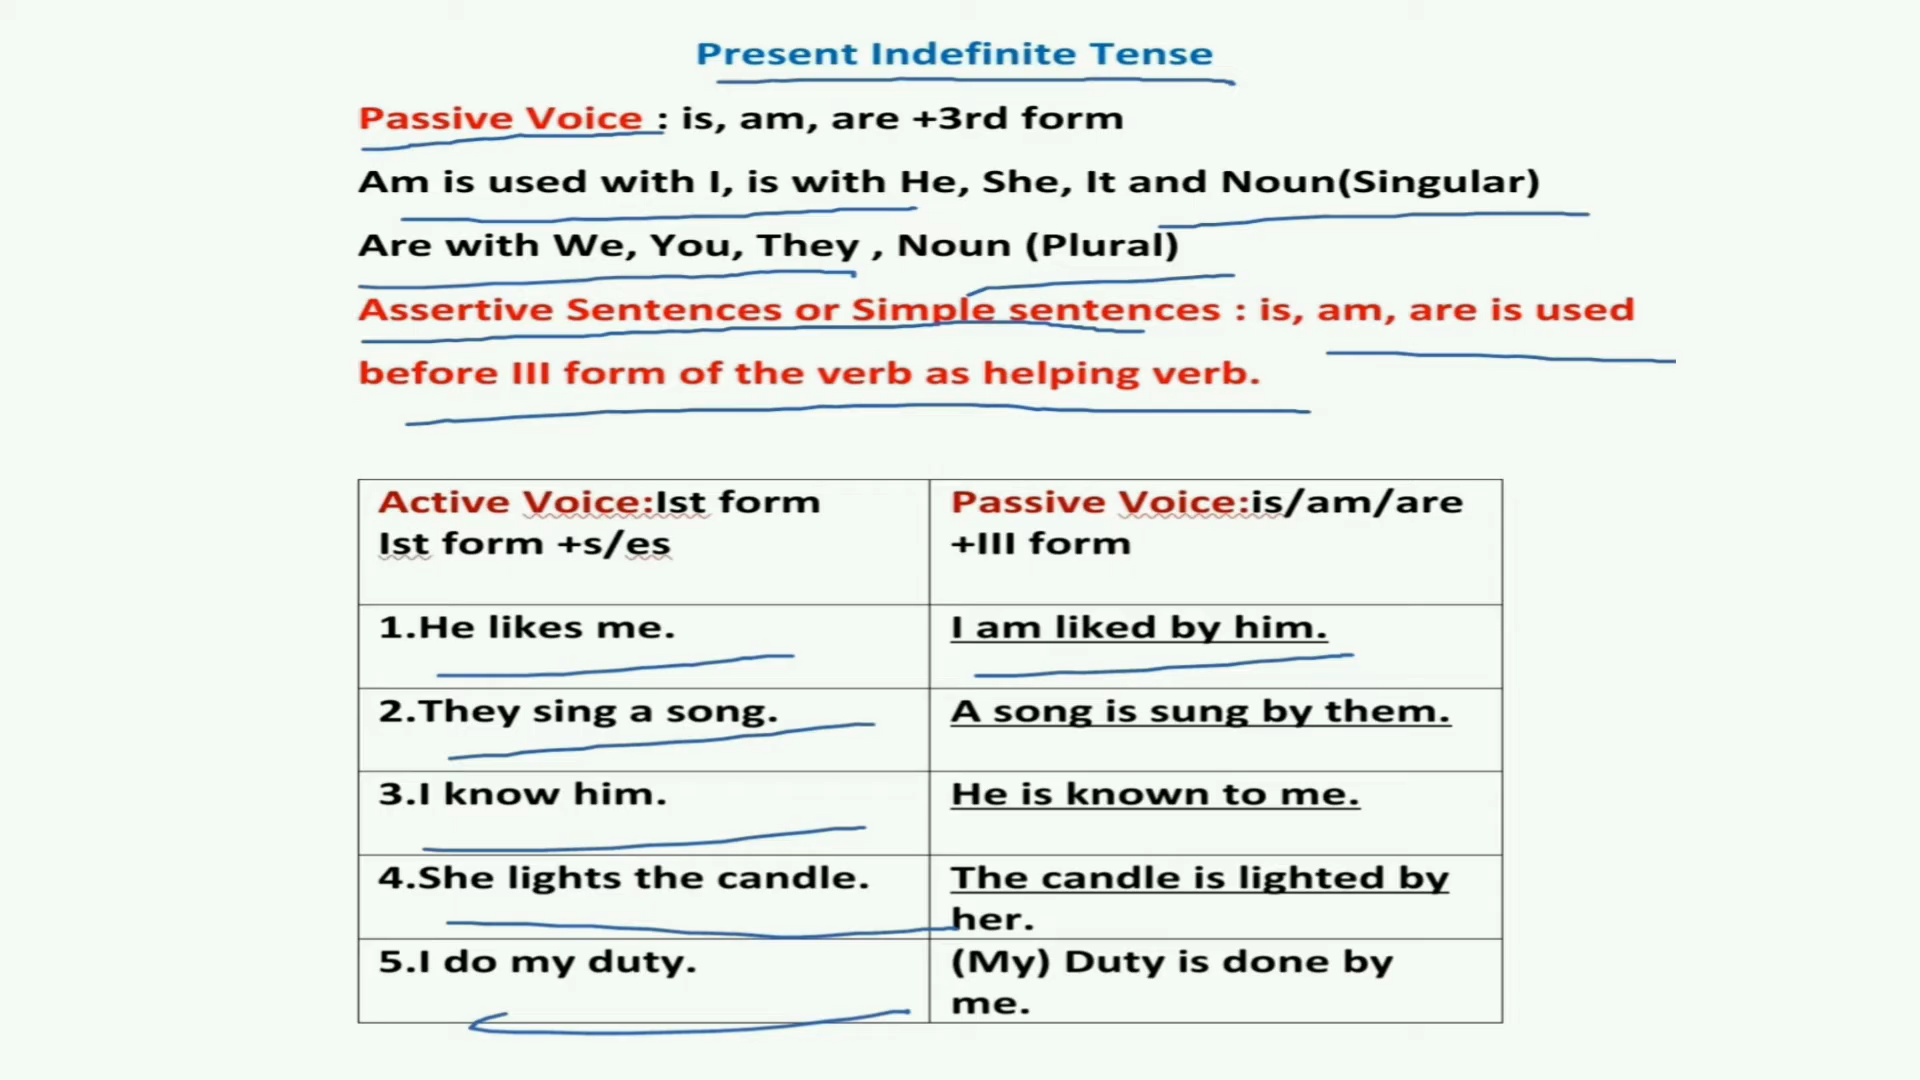 Present Indefinite Tense
Passive Voice : is, am, are +3rd form
Am is used with I, is with He, She, It and Noun(Singular)
Are with We, You, They , Noun (Plural)
Assertive Sentences or Simple sentences : is, am, are is used
before III form of the verb as helping verb.
Active Voice:Ist form
Ist form +s/es
Passive Voice:is/am/are
+III form
1.He likes me.
I am liked by him.
2.They sing a song.
A song is sung by them.
3.I know him.
He is known to me.
4.She lights the candle.
The candle is lighted by
her.
5.I do my duty.
(My) Duty is done by
me.